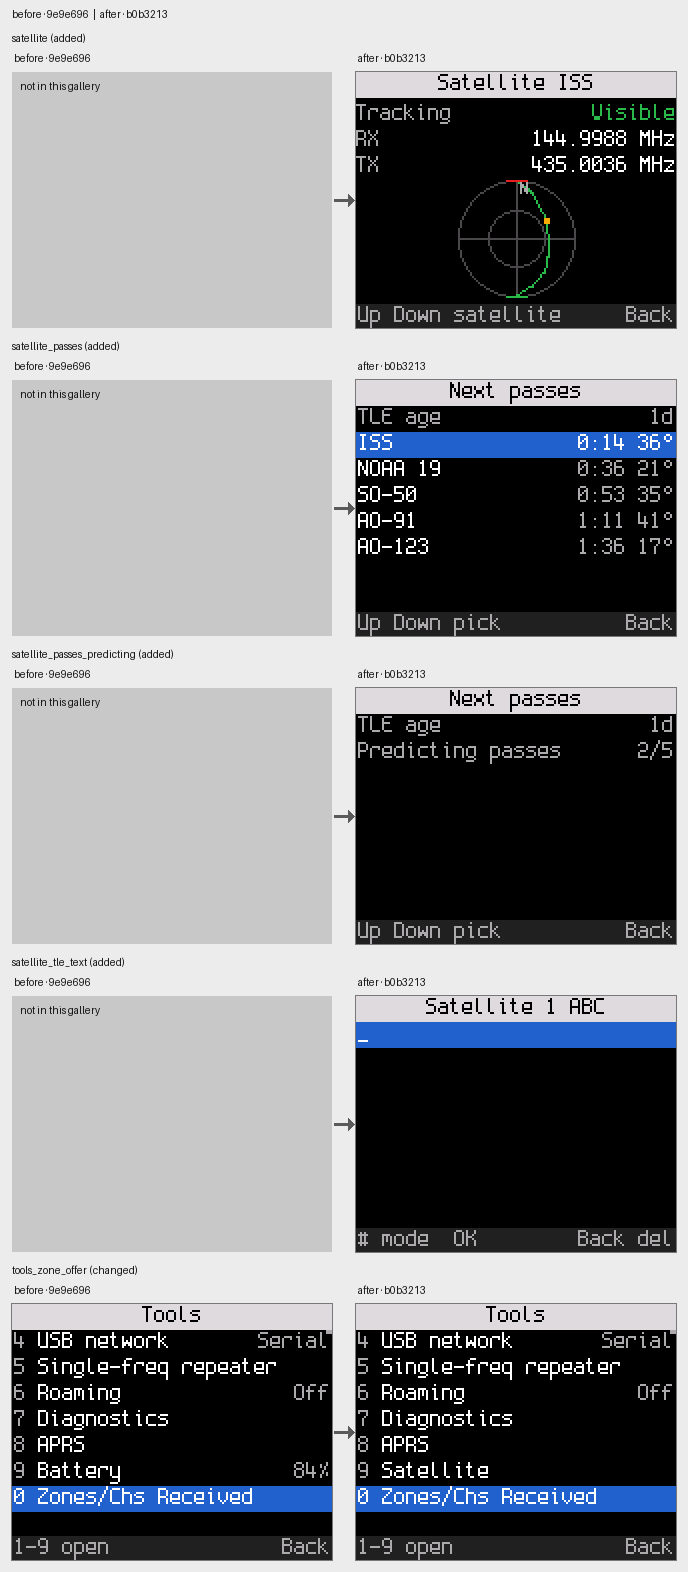 before · 9e9e696 | after · b0b3213
satellite (added)
before · 9e9e696
after · b0b3213
not in this gallery
Satellite ISS
Tracking Visible
RX 144.9988 MHz
TX 435.0036 MHz
N
Up Down satellite Back
satellite_passes (added)
before · 9e9e696
after · b0b3213
not in this gallery
Next passes
TLE age 1d
ISS 0:14 36°
NOAA 19 0:36 21°
SO-50 0:53 35°
AO-91 1:11 41°
AO-123 1:36 17°
Up Down pick Back
satellite_passes_predicting (added)
before · 9e9e696
after · b0b3213
not in this gallery
Next passes
TLE age 1d
Predicting passes 2/5
Up Down pick Back
satellite_tle_text (added)
before · 9e9e696
after · b0b3213
not in this gallery
Satellite 1 ABC
_
# mode OK Back del
tools_zone_offer (changed)
before · 9e9e696
after · b0b3213
Tools
4 USB network Serial
5 Single-freq repeater
6 Roaming Off
7 Diagnostics
8 APRS
9 Battery 84%
0 Zones/Chs Received
1-9 open Back
Tools
4 USB network Serial
5 Single-freq repeater
6 Roaming Off
7 Diagnostics
8 APRS
9 Satellite
0 Zones/Chs Received
1-9 open Back